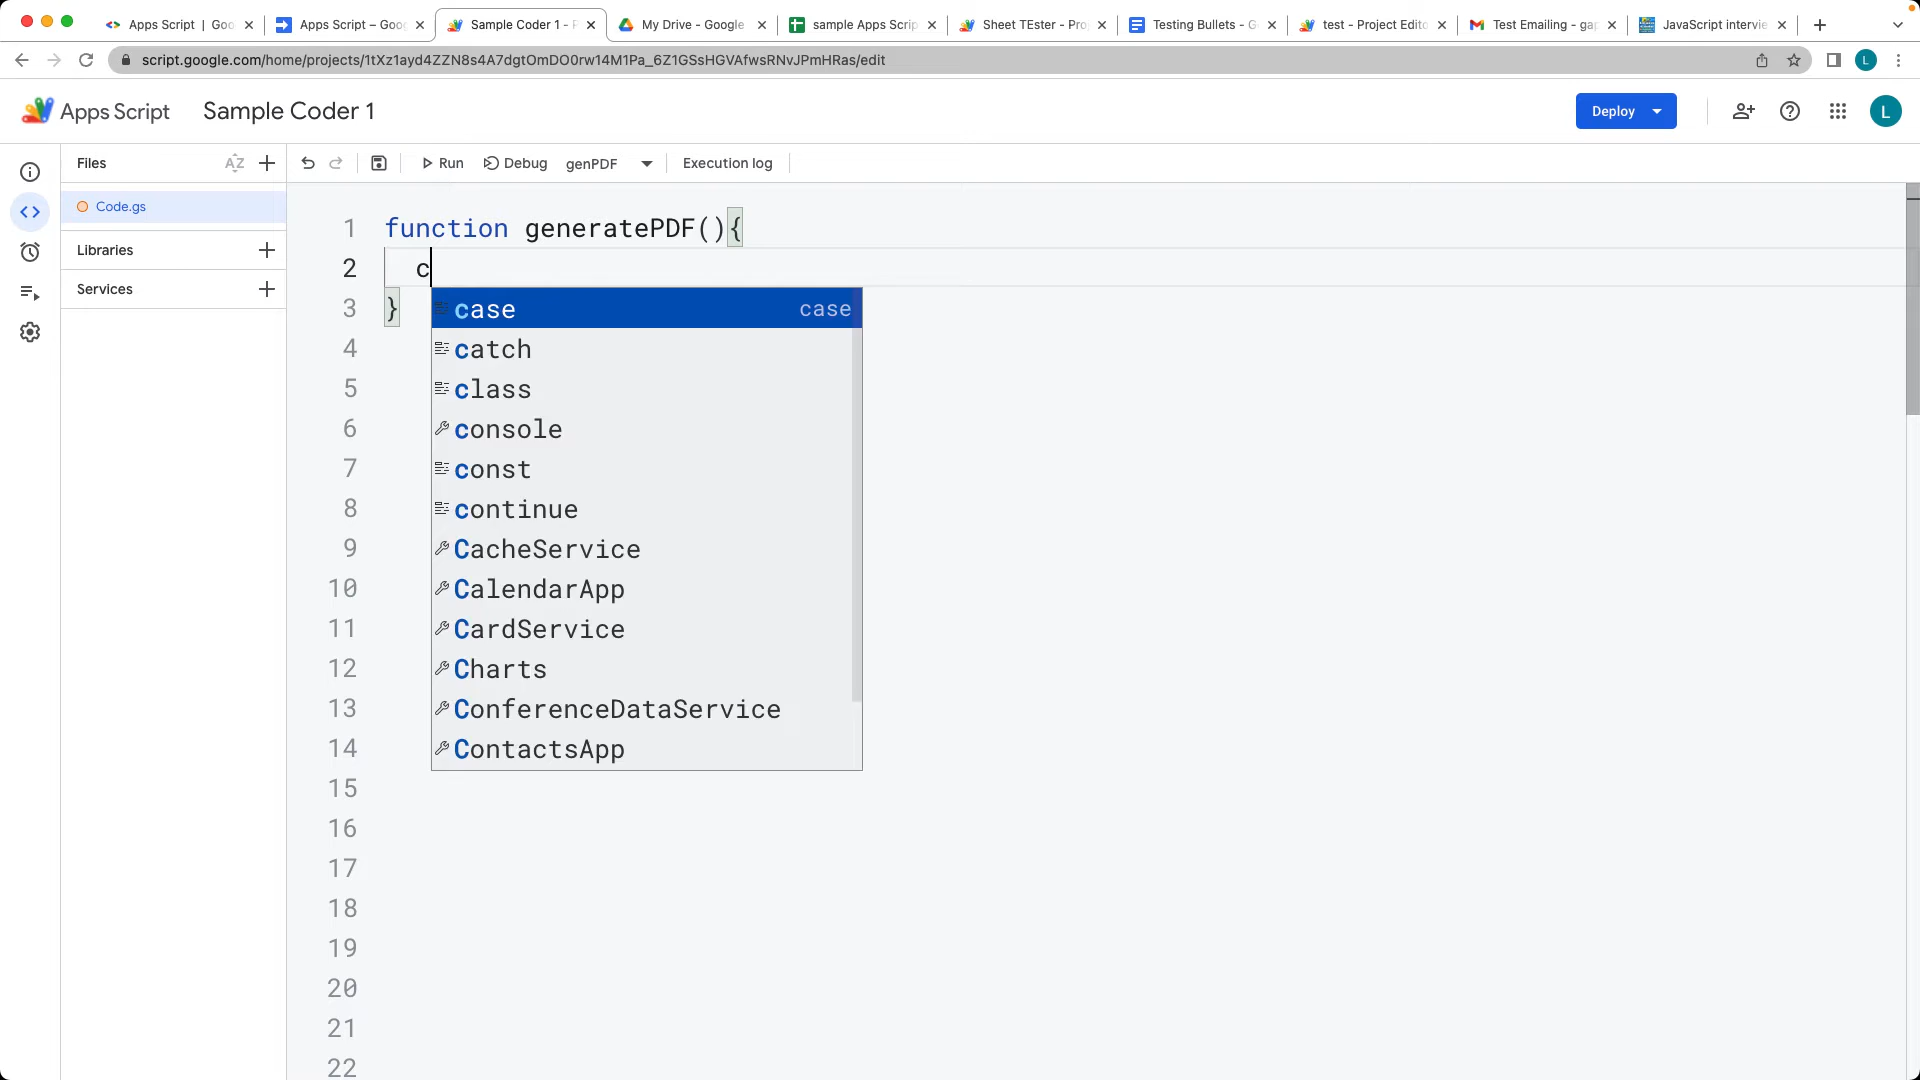 Apps Script | Goo
Apps Script – Goo
Sample Coder 1 - P
My Drive - Google
sample Apps Scrip
Sheet TEster - Pro
Testing Bullets - G
test - Project Edito
Test Emailing - gap
JavaScript intervie
script.google.com/home/projects/1tXz1ayd4ZZN8s4A7dgtOmDO0rw14M1Pa_6Z1GSsHGVAfwsRNvJPmHRas/edit
L
Apps Script
Sample Coder 1
Deploy
L
Files
AZ
Run
Debug
genPDF
Execution log
Code.gs
Libraries
Services
1 function generatePDF(){
2 c
3 }
case case
4 catch
5 class
6 console
7 const
8 continue
9 CacheService
10 CalendarApp
11 CardService
12 Charts
13 ConferenceDataService
14 ContactsApp
15
16
17
18
19
20
21
22